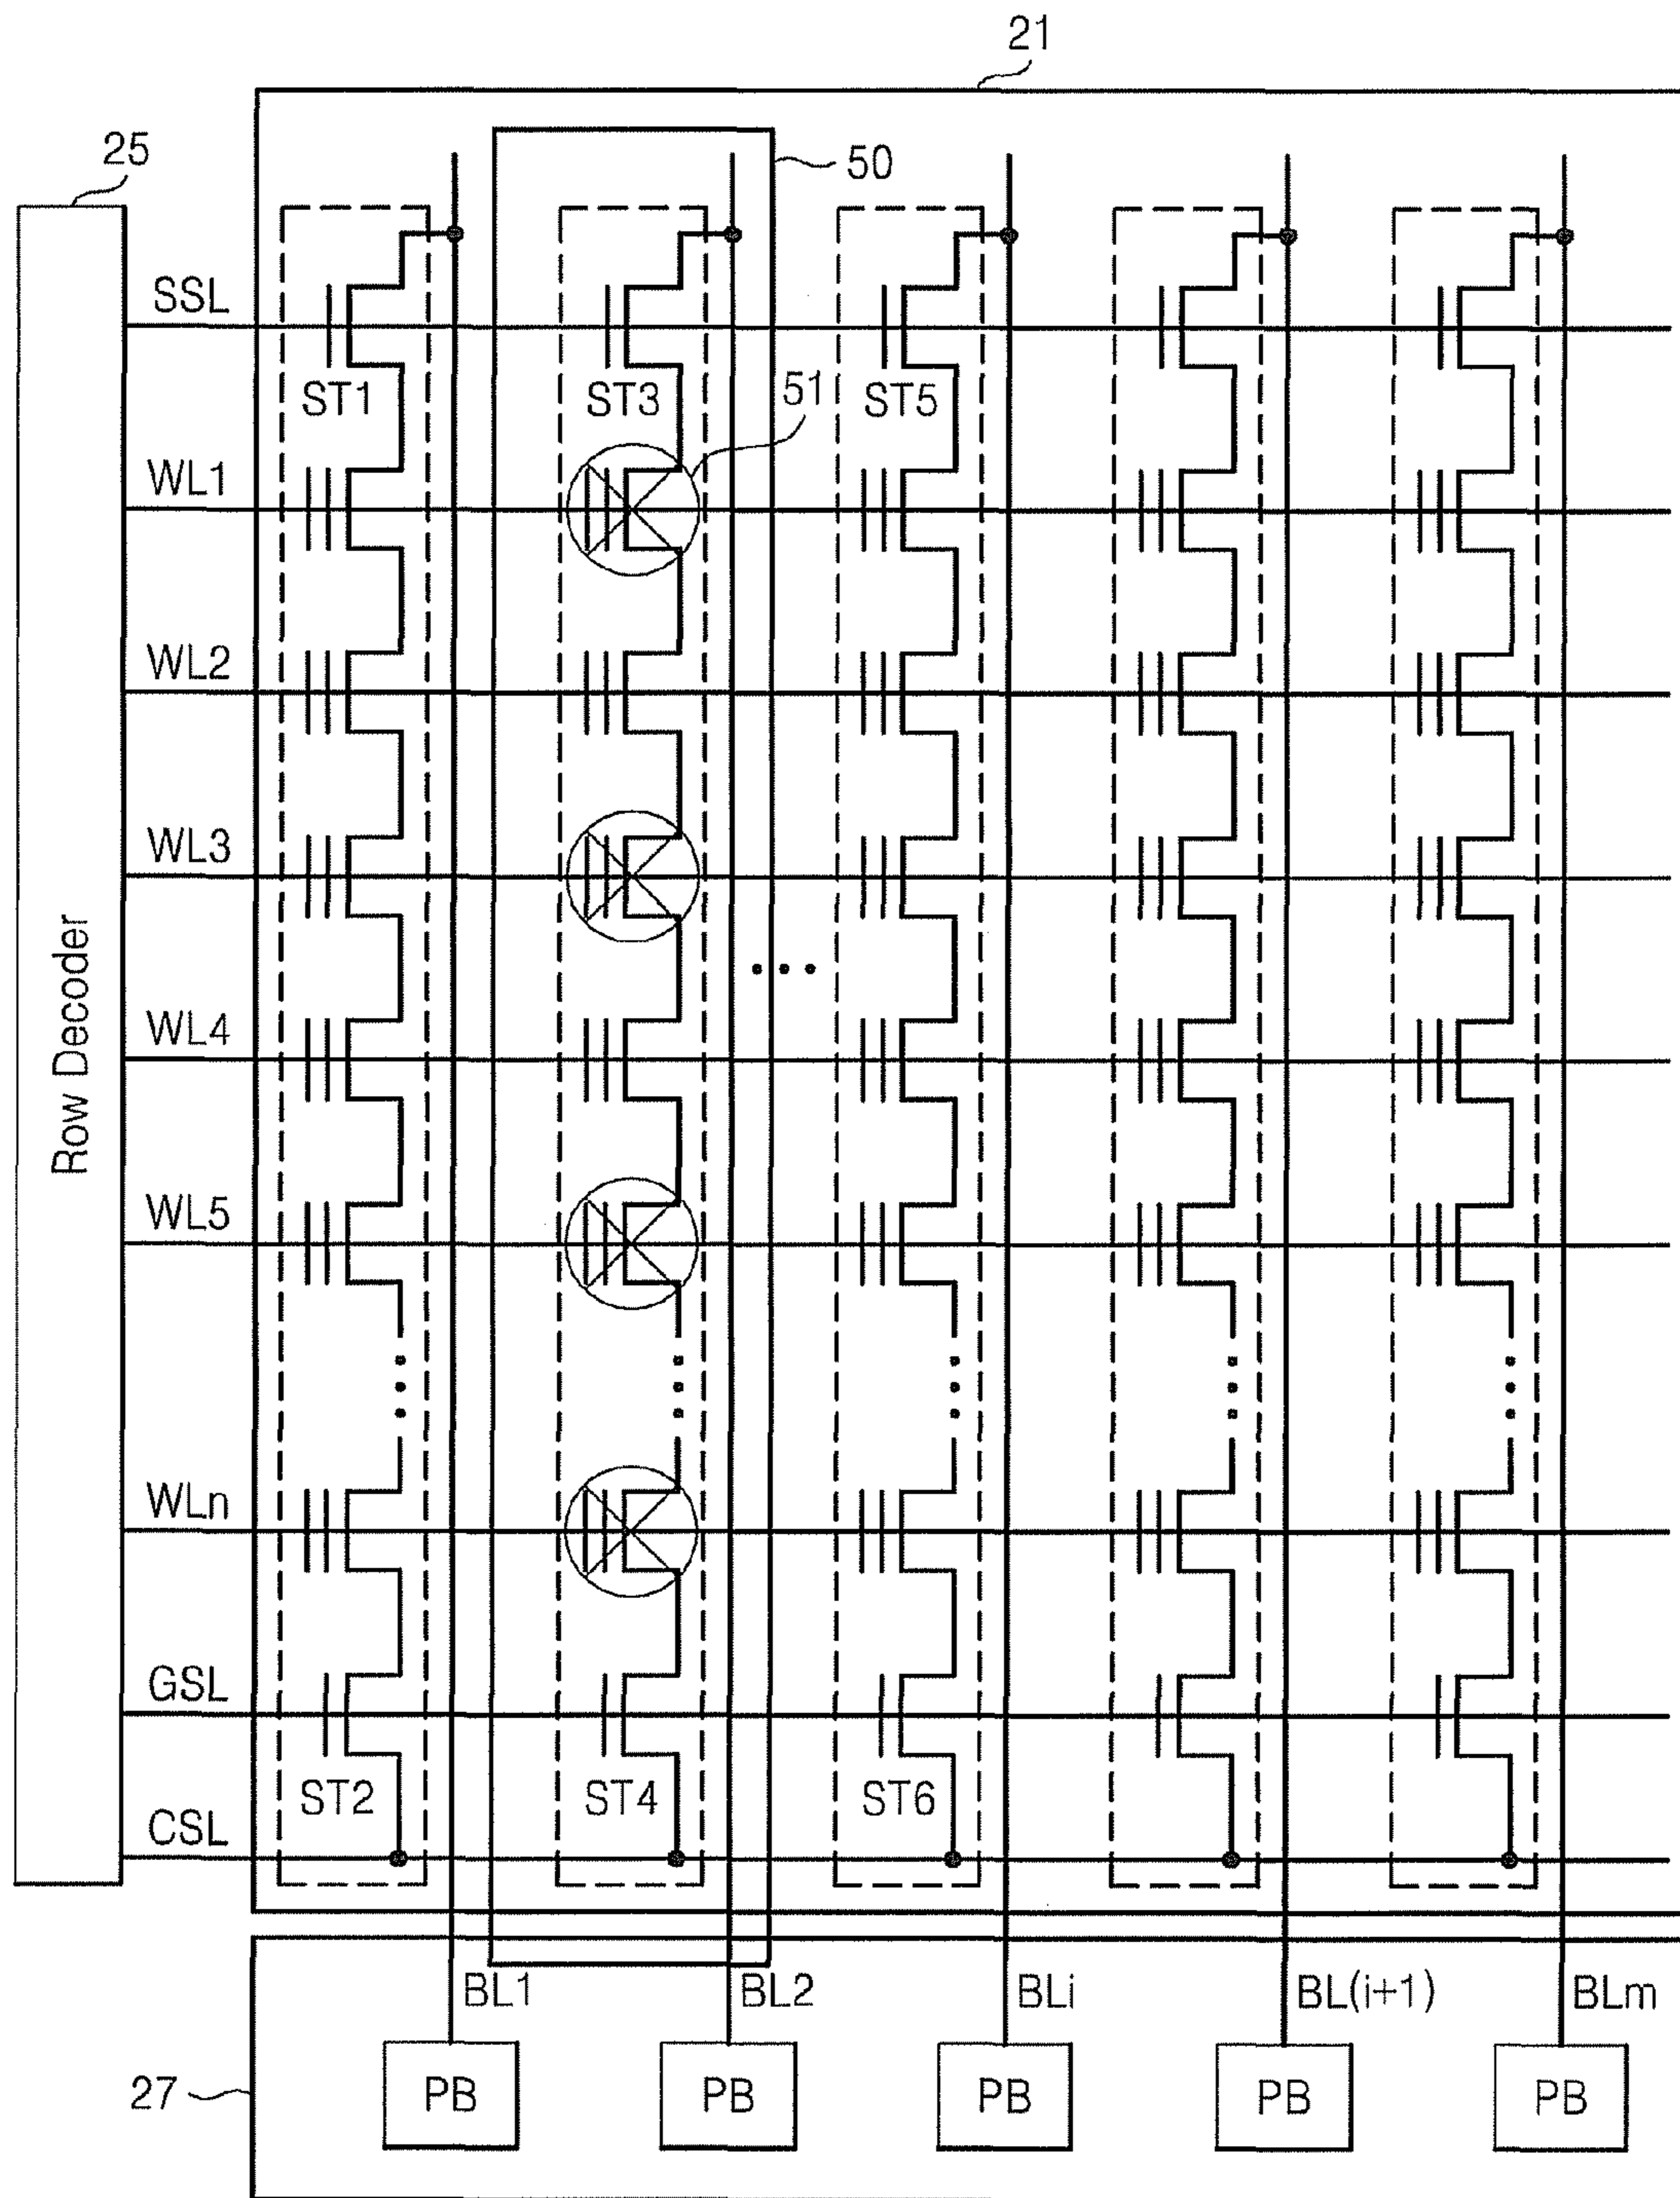 21
25
50
SSL
ST1
ST3
51
ST5
WL1
WL2
WL3
Row Decoder
WL4
WL5
WLn
GSL
ST2
ST4
ST6
CSL
BL1
BL2
BLi
BL(i+1)
BLm
27
PB
PB
PB
PB
PB